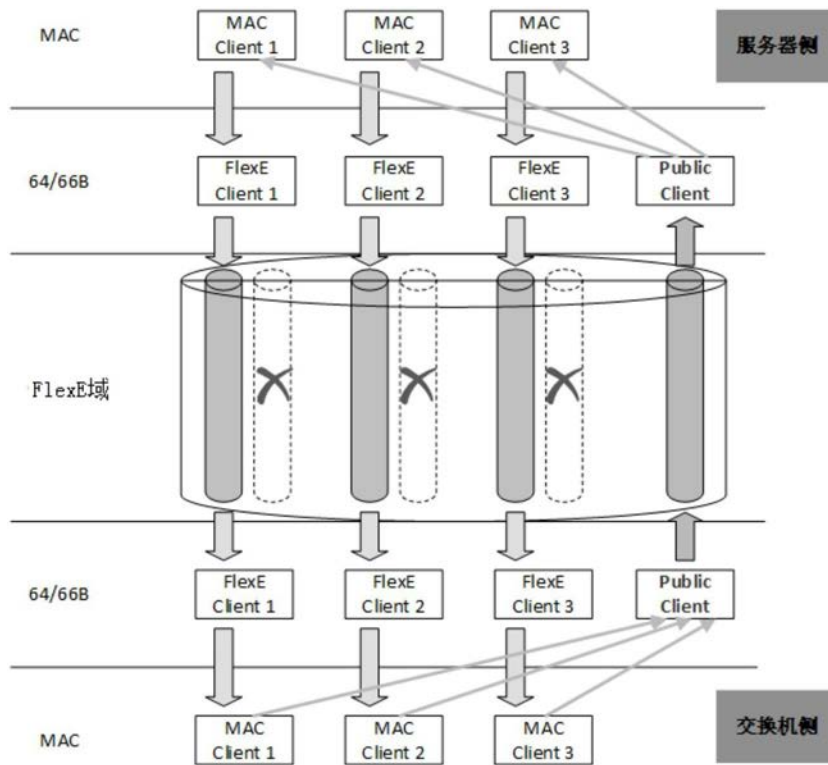 MAC
MAC
Client 1
MAC
Client 2
MAC
Client 3
服务器侧
64/66B
FlexE
Client 1
FlexE
Client 2
FlexE
Client 3
Public
Client
FlexE域
64/66B
FlexE
Client 1
FlexE
Client 2
FlexE
Client 3
Public
Client
MAC
MAC
Client 1
MAC
Client 2
MAC
Client 3
交换机侧